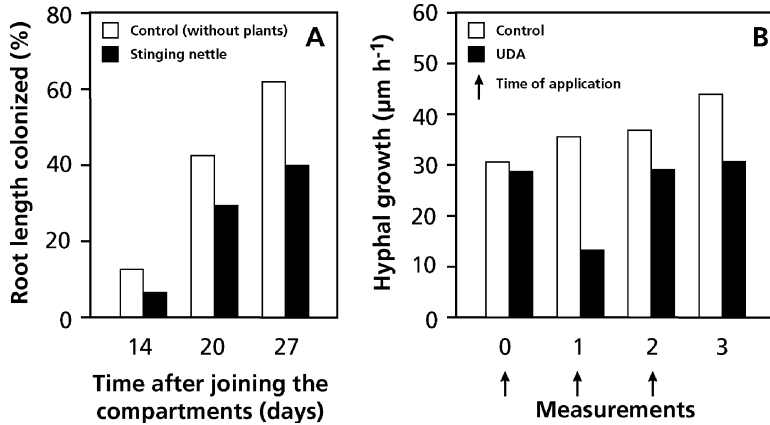 A
Control (without plants)
Stinging nettle
Root length colonized (%)
80
60
40
20
0
14 20 27
Time after joining the
compartments (days)
B
Control
UDA
Time of application
Hyphal growth (µm h-1)
60
50
40
30
20
10
0
0 1 2 3
Measurements